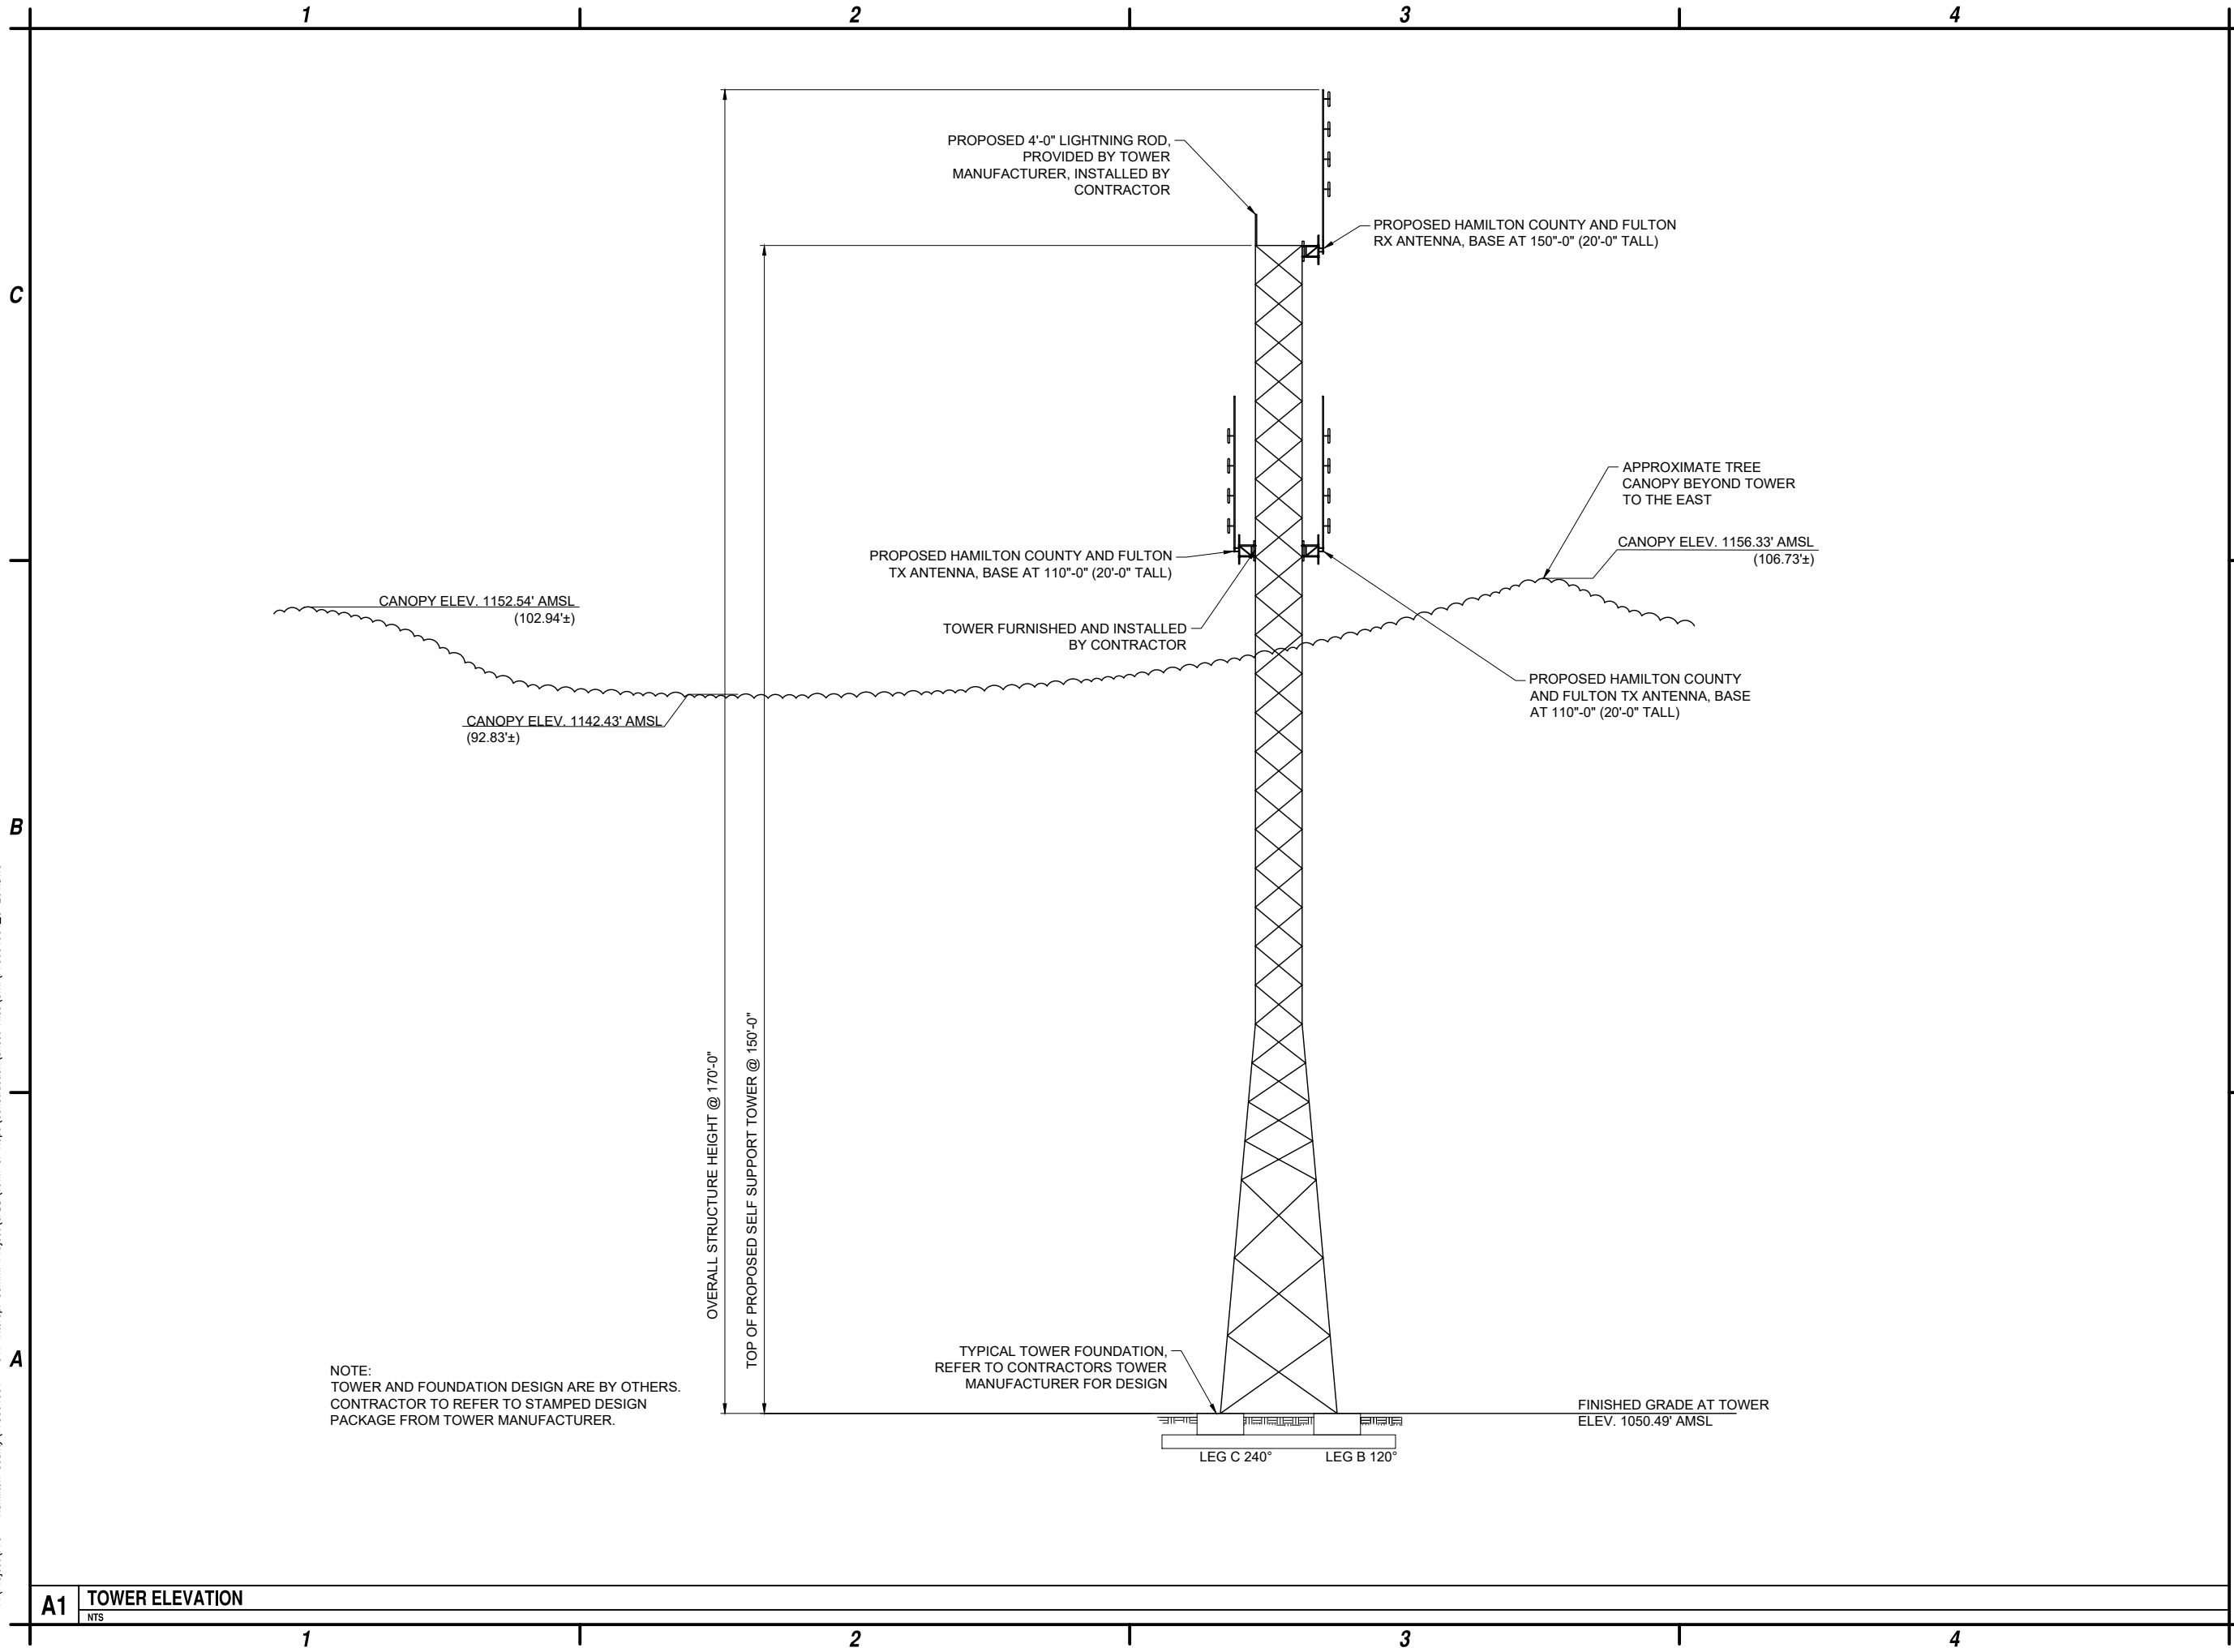 1 2 3 4
PROPOSED 4'-0" LIGHTNING ROD,
PROVIDED BY TOWER
MANUFACTURER, INSTALLED BY
CONTRACTOR
PROPOSED HAMILTON COUNTY AND FULTON
RX ANTENNA, BASE AT 150"-0" (20'-0" TALL)
C
APPROXIMATE TREE
CANOPY BEYOND TOWER
TO THE EAST
CANOPY ELEV. 1156.33' AMSL
(106.73'±)
PROPOSED HAMILTON COUNTY AND FULTON
TX ANTENNA, BASE AT 110"-0" (20'-0" TALL)
CANOPY ELEV. 1152.54' AMSL
(102.94'±)
TOWER FURNISHED AND INSTALLED
BY CONTRACTOR
PROPOSED HAMILTON COUNTY
AND FULTON TX ANTENNA, BASE
AT 110"-0" (20'-0" TALL)
CANOPY ELEV. 1142.43' AMSL
(92.83'±)
B
OVERALL STRUCTURE HEIGHT @ 170'-0"
TOP OF PROPOSED SELF SUPPORT TOWER @ 150'-0"
A
TYPICAL TOWER FOUNDATION,
REFER TO CONTRACTORS TOWER
MANUFACTURER FOR DESIGN
NOTE:
TOWER AND FOUNDATION DESIGN ARE BY OTHERS.
CONTRACTOR TO REFER TO STAMPED DESIGN
PACKAGE FROM TOWER MANUFACTURER.
FINISHED GRADE AT TOWER
ELEV. 1050.49' AMSL
LEG C 240° LEG B 120°
A1 TOWER ELEVATION
NTS
1 2 3 4